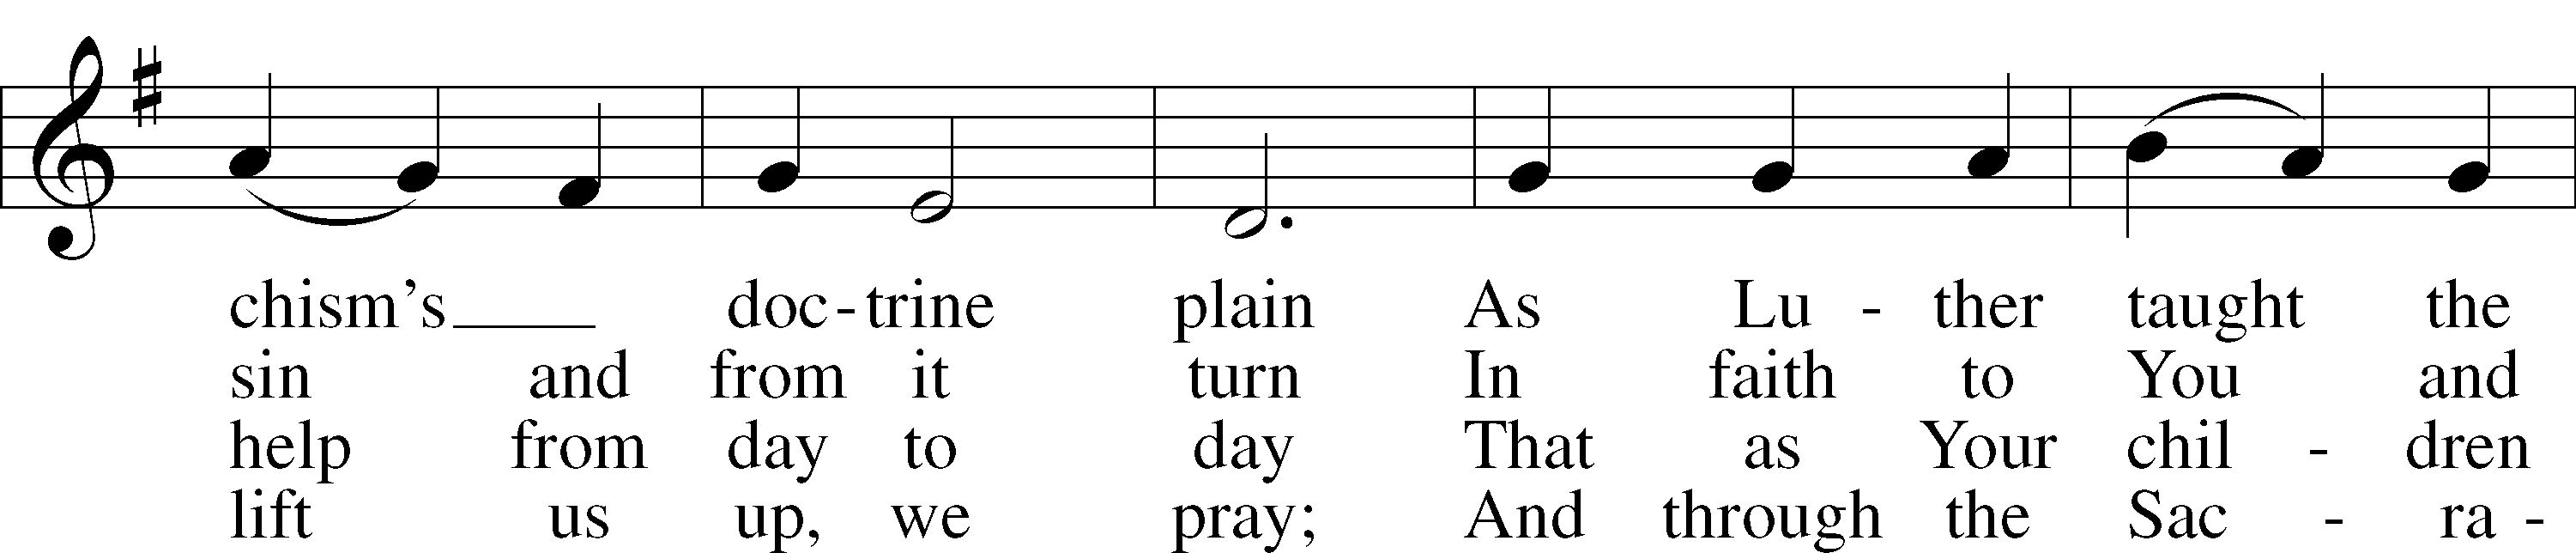 chism's____ doc-trine plain As Lu - ther taught the
sin and from it turn In faith to You and
help from day to day That as Your chil - dren
lift us up, we pray; And through the Sac - ra -